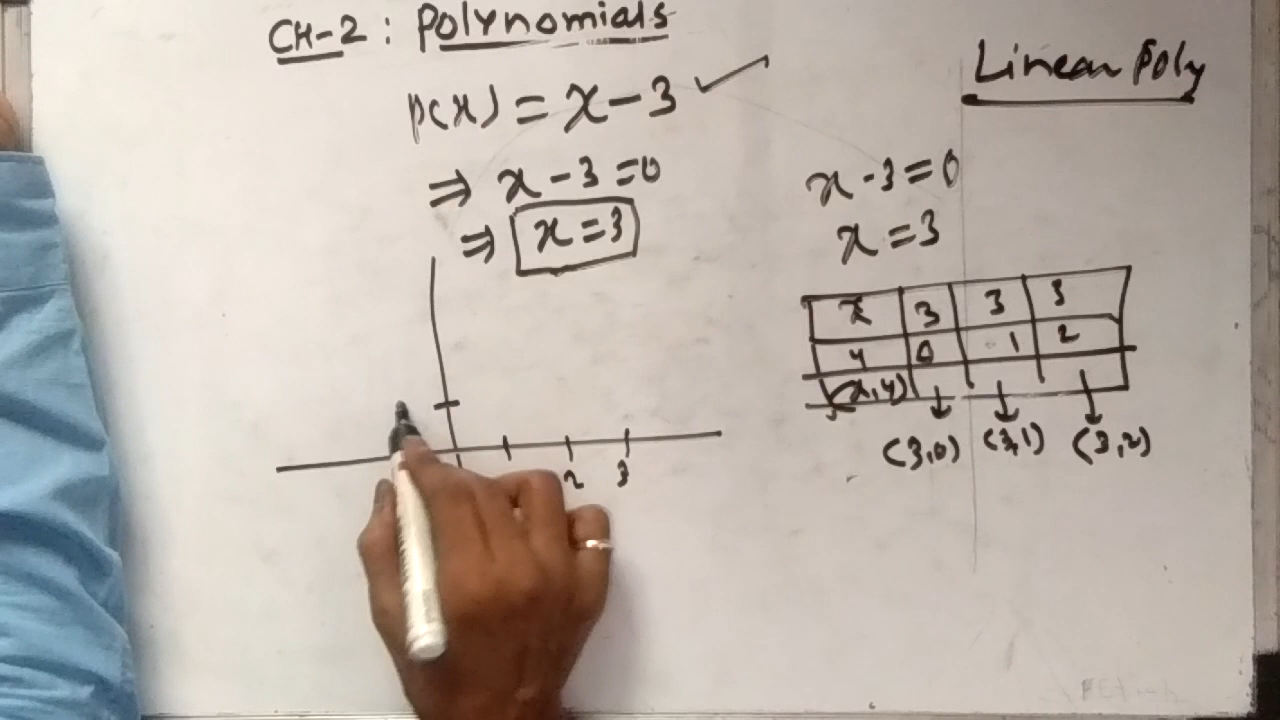 CH-2 : Polynomials
Linear Poly
p(x) = x - 3 ✓
⇒ x - 3 = 0
⇒ x = 3
2 3
x - 3 = 0
x = 3
x 3 3 3
y 0 1 2
(x,y)
(3,0) (3,1) (3,2)